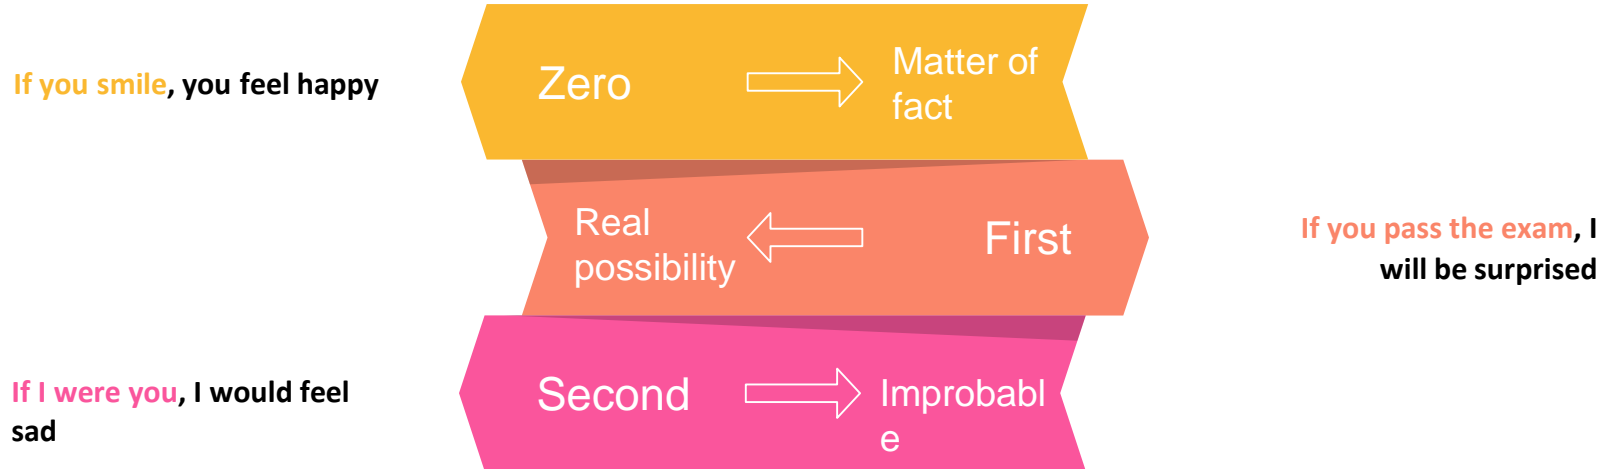 If you smile, you feel happy
Zero
Matter of
fact
Real
possibility
First
If you pass the exam, I
will be surprised
If I were you, I would feel
sad
Second
Improbabl
e